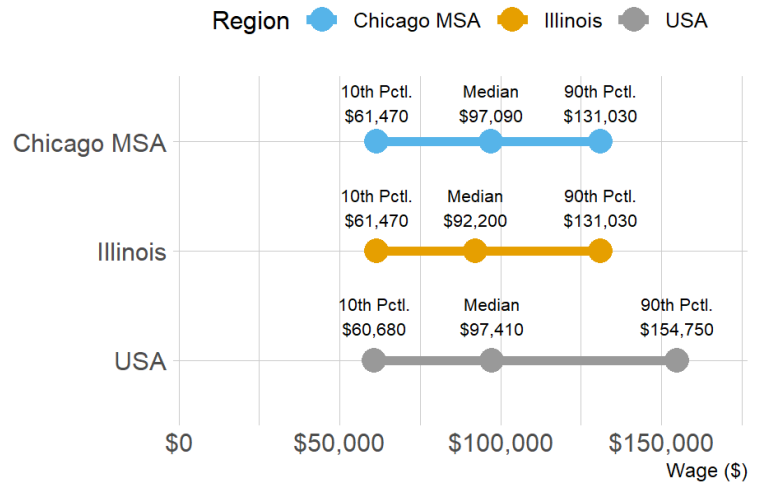 Region Chicago MSA Illinois USA
10th Pctl. Median 90th Pctl.
$61,470 $97,090 $131,030
Chicago MSA
10th Pctl. Median 90th Pctl.
$61,470 $92,200 $131,030
Illinois
10th Pctl. Median 90th Pctl.
$60,680 $97,410 $154,750
USA
$0 $50,000 $100,000 $150,000
Wage ($)